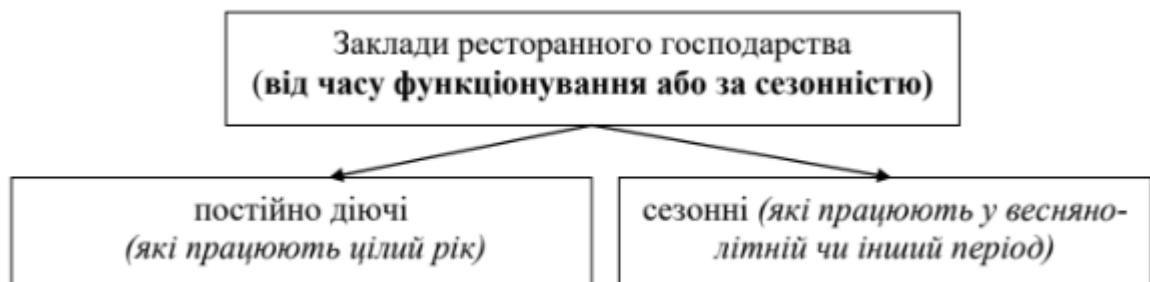 Заклади ресторанного господарства
(від часу функціонування або за сезонністю)
постійно діючі
(які працюють цілий рік)
сезонні (які працюють у весняно-
літній чи інший період)